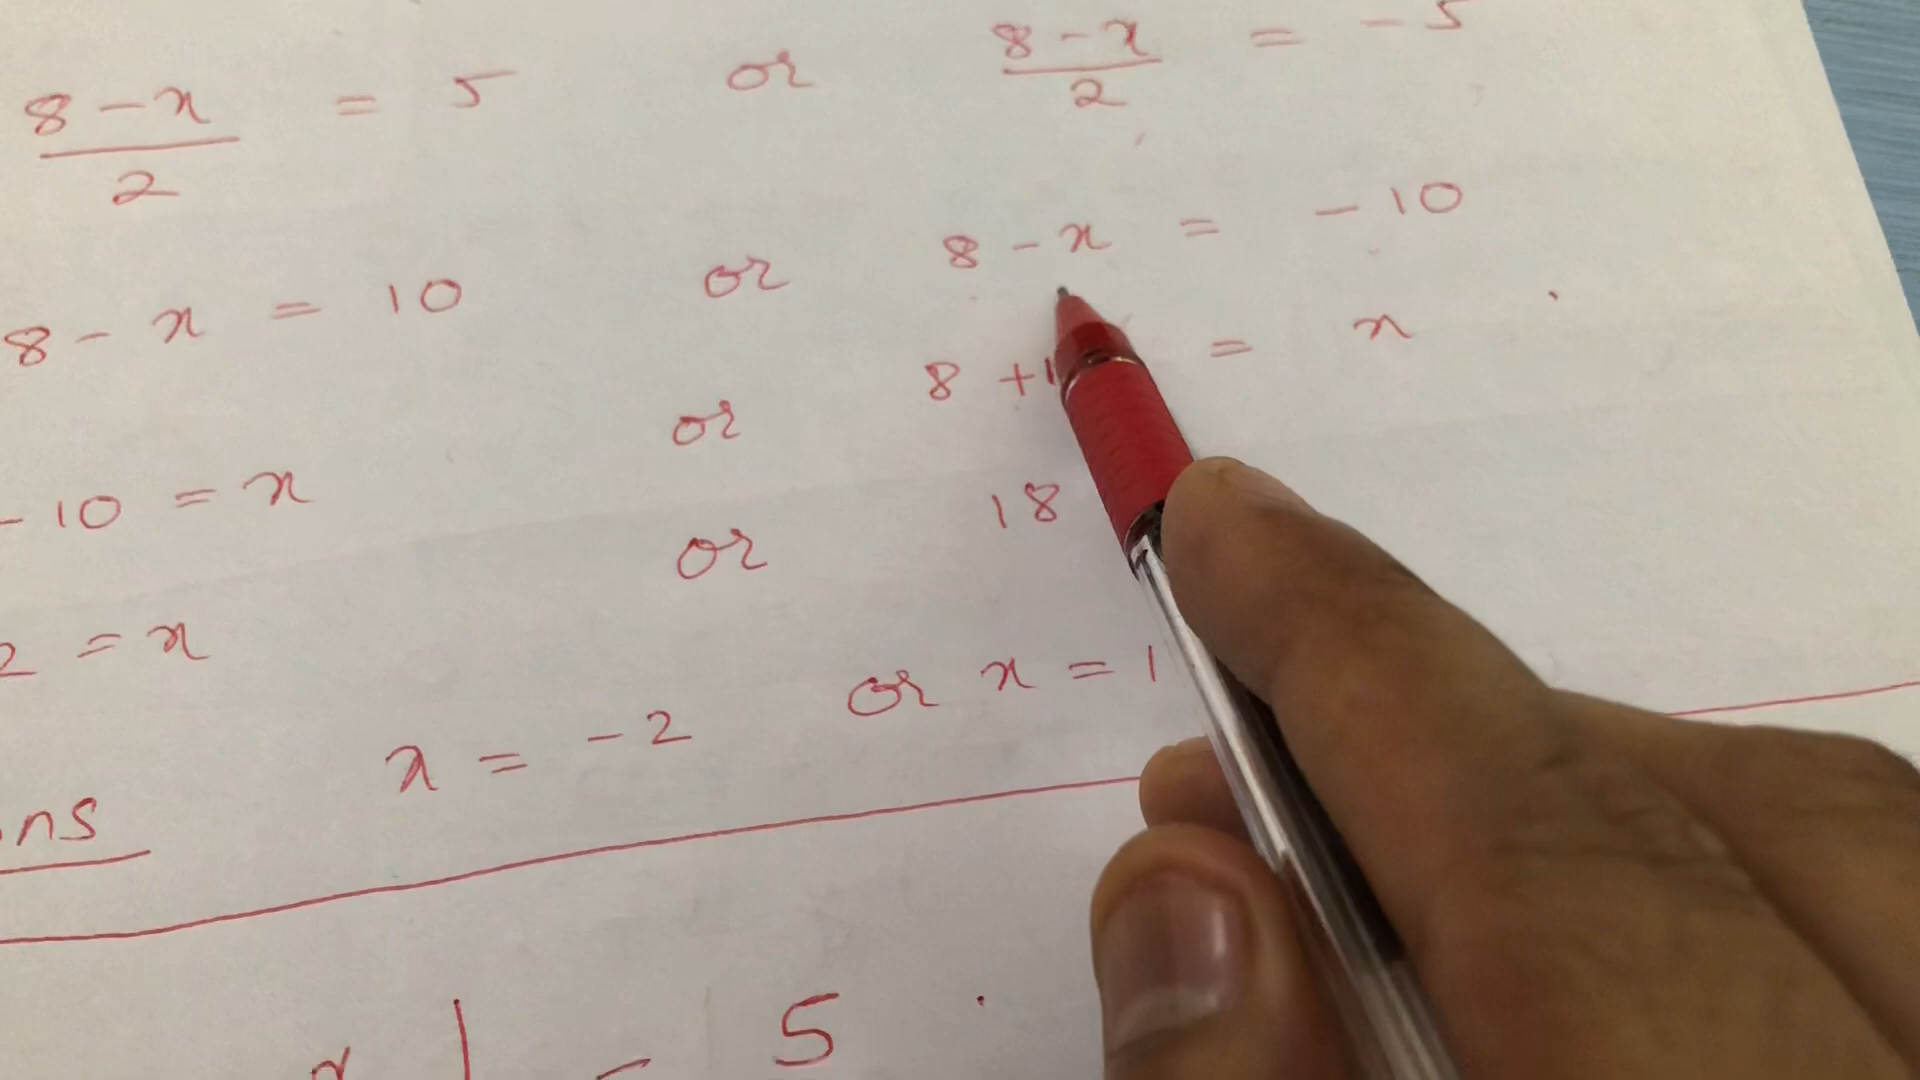 8 - x / 2 = 5 or 8 - x / 2 = - 5
8 - x = 10 or 8 - x = - 10
- 10 = x or 8 + 1 = x
2 = x or 18
x = - 2 or x = 1
ns
x | = 5